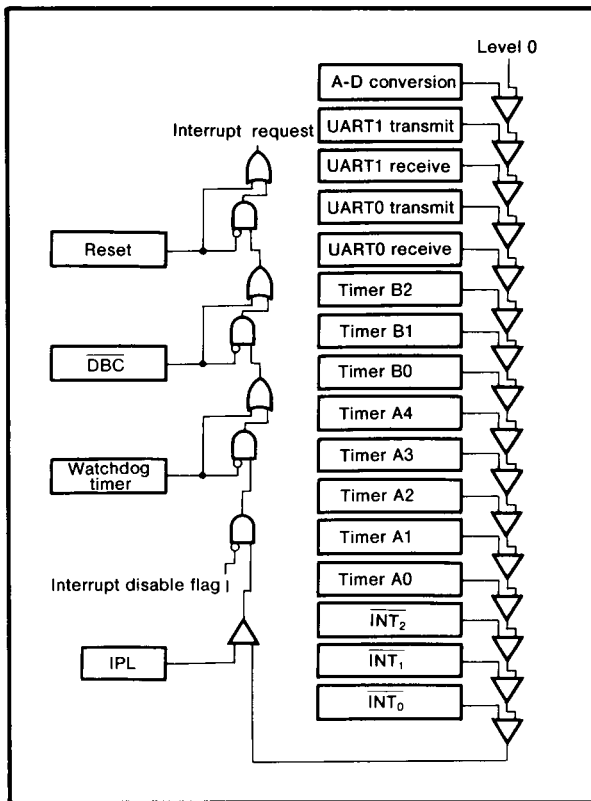 Level 0
A-D conversion
UART1 transmit
Interrupt request
UART1 receive
UART0 transmit
Reset
UART0 receive
Timer B2
Timer B1
DBC
Timer B0
Timer A4
Timer A3
Watchdog
timer
Timer A2
Timer A1
Interrupt disable flag I
Timer A0
INT₂
INT₁
IPL
INT₀